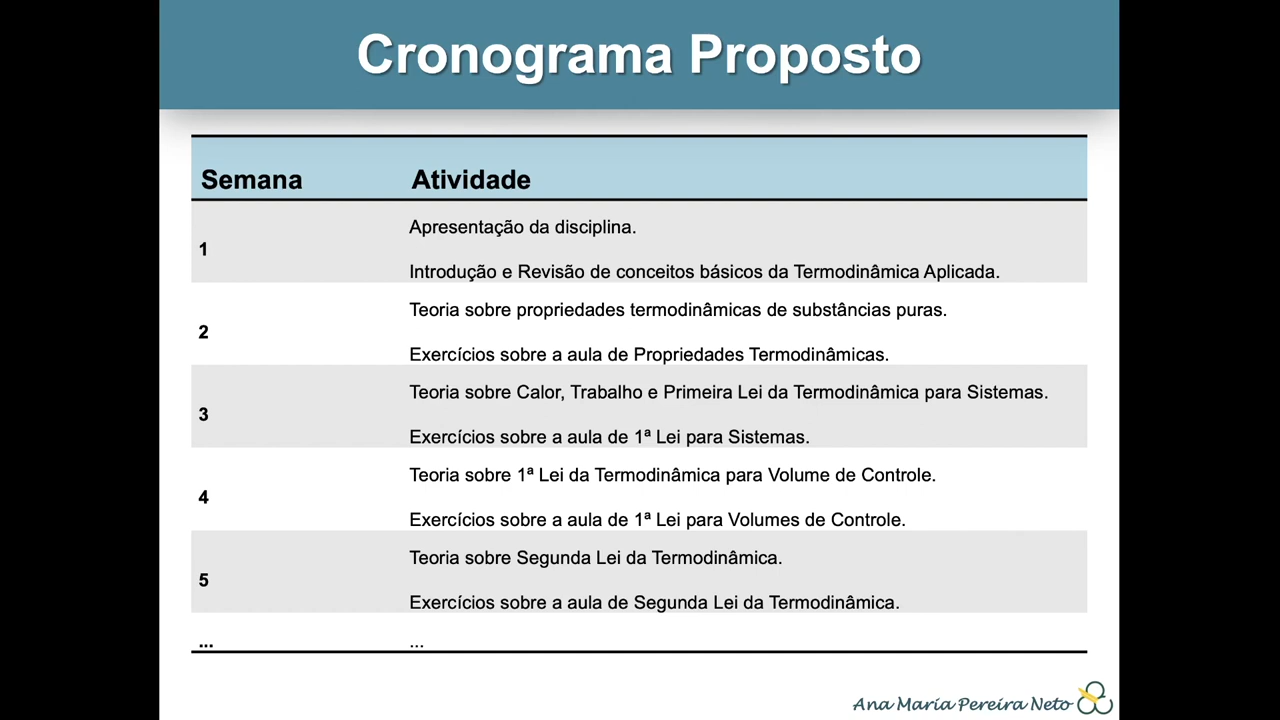 Cronograma Proposto
Semana Atividade
Apresentação da disciplina.
1
Introdução e Revisão de conceitos básicos da Termodinâmica Aplicada.
Teoria sobre propriedades termodinâmicas de substâncias puras.
2
Exercícios sobre a aula de Propriedades Termodinâmicas.
Teoria sobre Calor, Trabalho e Primeira Lei da Termodinâmica para Sistemas.
3
Exercícios sobre a aula de 1ª Lei para Sistemas.
Teoria sobre 1ª Lei da Termodinâmica para Volume de Controle.
4
Exercícios sobre a aula de 1ª Lei para Volumes de Controle.
Teoria sobre Segunda Lei da Termodinâmica.
5
Exercícios sobre a aula de Segunda Lei da Termodinâmica.
... ...
Ana Maria Pereira Neto